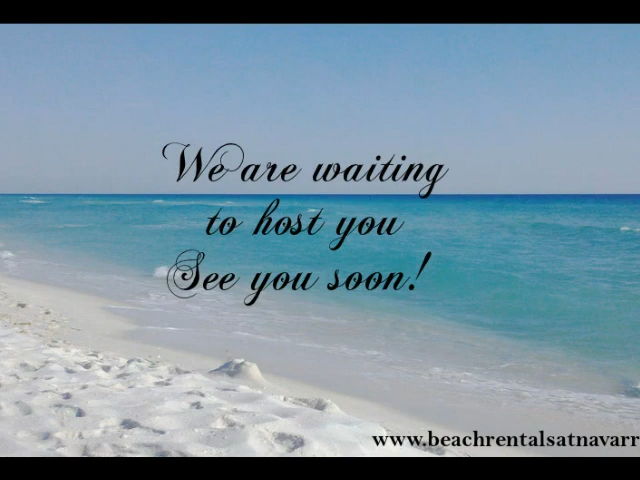 We are waiting
to host you
See you soon!
www.beachrentalsatnavarr